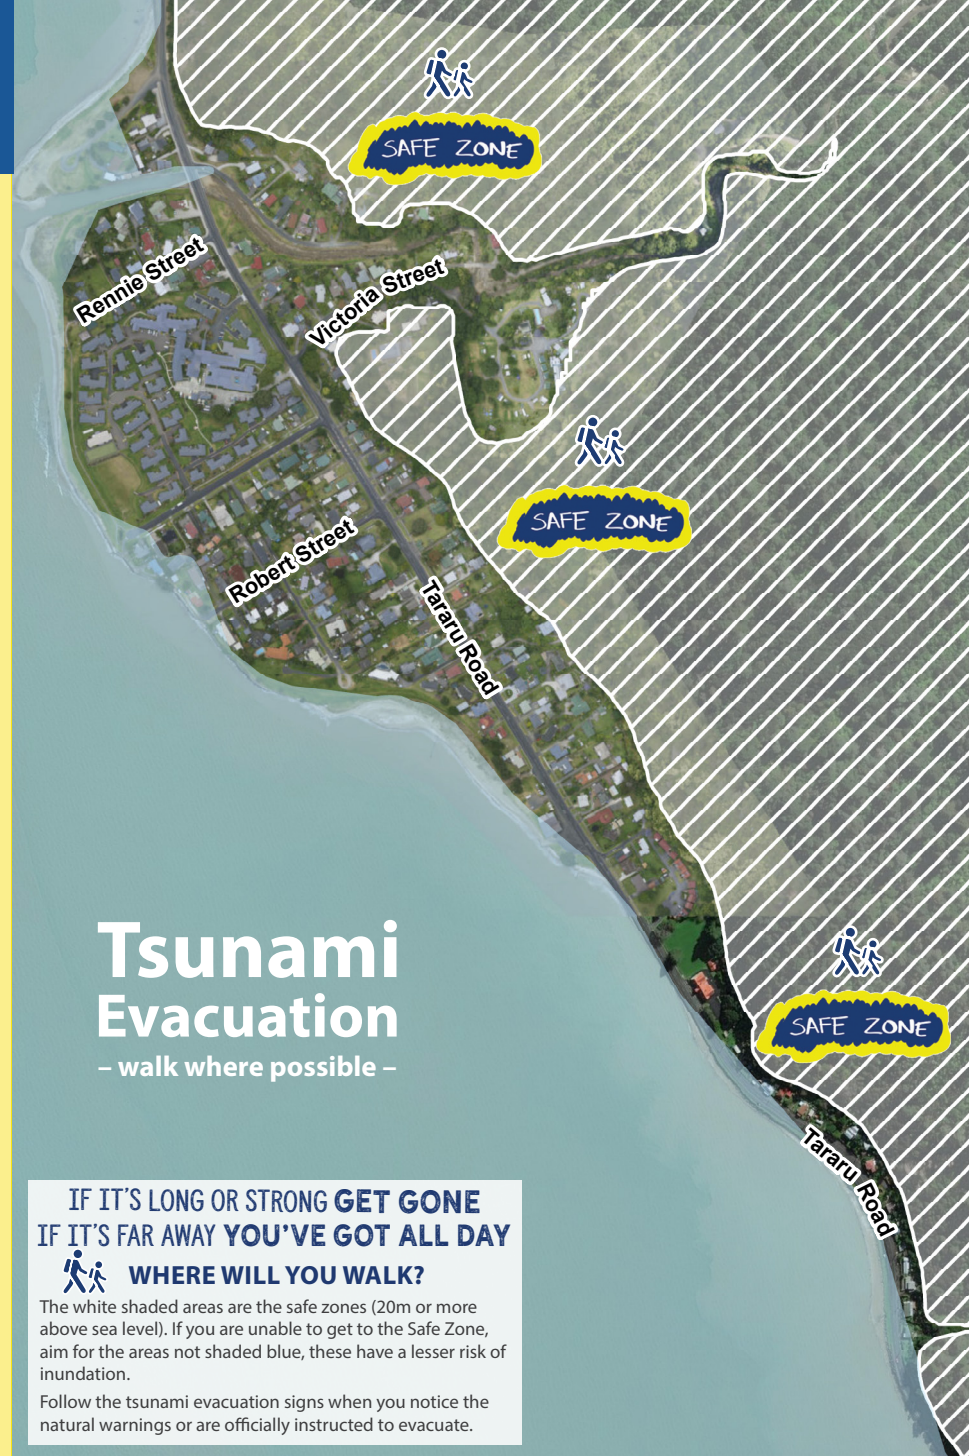 SAFE ZONE
Rennie Street
Victoria Street
SAFE ZONE
Robert Street
Tararu Road
Tsunami
Evacuation
– walk where possible –
SAFE ZONE
Tararu Road
IF IT'S LONG OR STRONG GET GONE
IF IT'S FAR AWAY YOU'VE GOT ALL DAY
WHERE WILL YOU WALK?
The white shaded areas are the safe zones (20m or more
above sea level). If you are unable to get to the Safe Zone,
aim for the areas not shaded blue, these have a lesser risk of
inundation.
Follow the tsunami evacuation signs when you notice the
natural warnings or are officially instructed to evacuate.